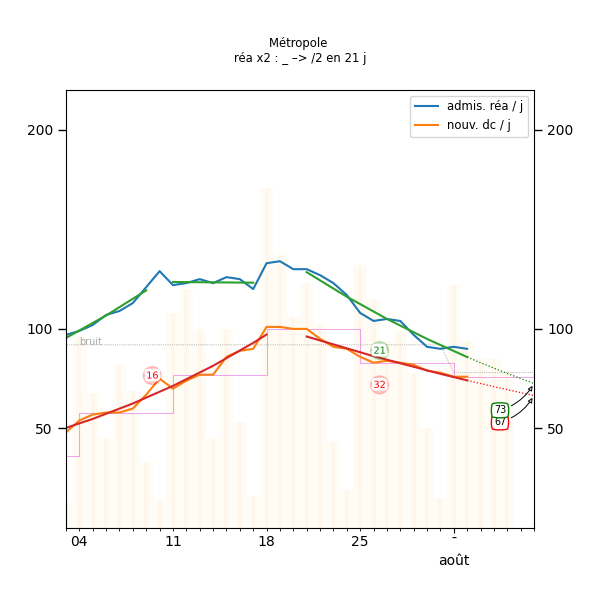 Métropole
réa x2 : _ –> /2 en 21 j
admis. réa / j
nouv. dc / j
200
200
100
100
50
50
bruit
16
21
32
73
67
04
11
18
25
-
août